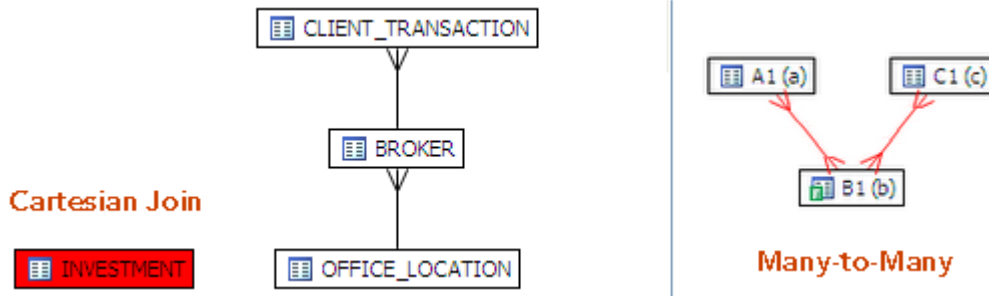 CLIENT_TRANSACTION
BROKER
Cartesian Join
INVESTMENT
OFFICE_LOCATION
A1 (a)
C1 (c)
B1 (b)
Many-to-Many